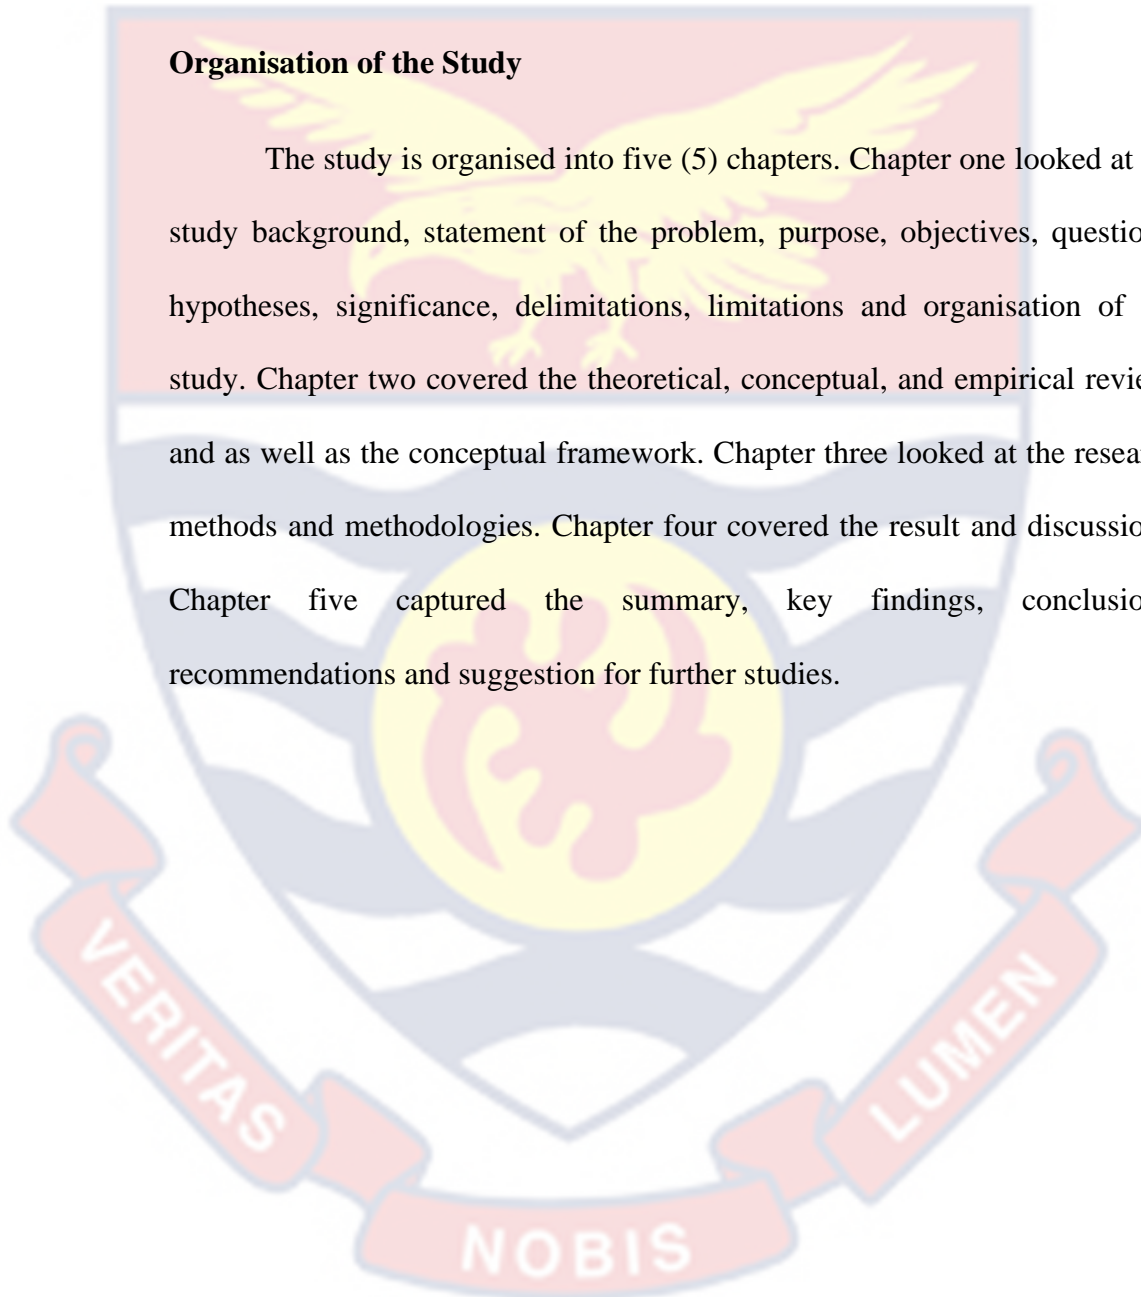 Organisation of the Study
The study is organised into five (5) chapters. Chapter one looked at
study background, statement of the problem, purpose, objectives, questio
hypotheses, significance, delimitations, limitations and organisation of
study. Chapter two covered the theoretical, conceptual, and empirical revie
and as well as the conceptual framework. Chapter three looked at the resear
methods and methodologies. Chapter four covered the result and discussio
Chapter five captured the summary, key findings, conclusio
recommendations and suggestion for further studies.
VERITAS
NOBIS
LUMEN